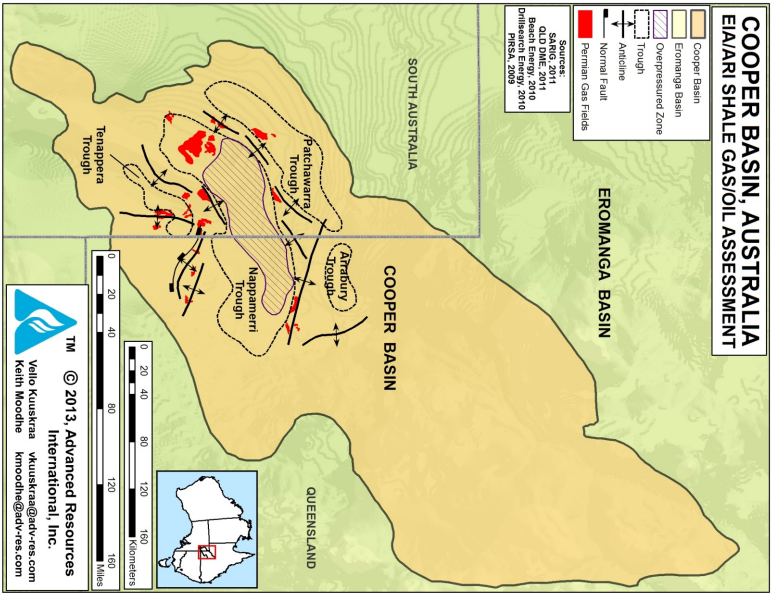 COOPER BASIN, AUSTRALIA
EIA/ARI SHALE GAS/OIL ASSESSMENT
Cooper Basin
Eromanga Basin
Overpressured Zone
Trough
Anticline
Normal Fault
Permian Gas Fields
Sources:
SARIG, 2011
QLD DME, 2011
Beach Energy, 2010
Drillsearch Energy, 2010
PIRSA, 2009
EROMANGA BASIN
SOUTH AUSTRALIA
COOPER BASIN
Patchawarra
Trough
Arrabury
Trough
Nappamerri
Trough
Tenappera
Trough
QUEENSLAND
0 20 40 80 120 160
Kilometers
0 20 40 80 120 160
Miles
TM
© 2013, Advanced Resources
International, Inc.
Vello Kuuskraa vkuuskraa@adv-res.com
Keith Moodhe kmoodhe@adv-res.com